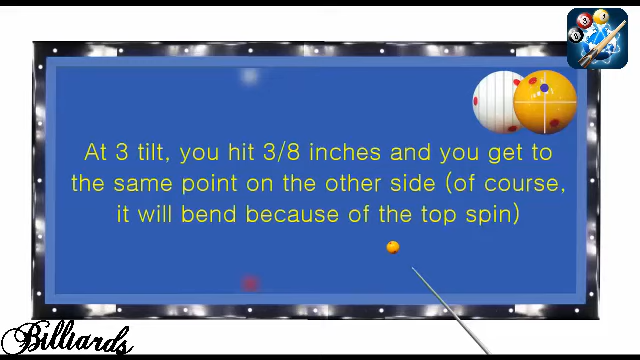 At 3 tilt, you hit 3/8 inches and you get to
the same point on the other side (of course,
it will bend because of the top spin)
Billiards